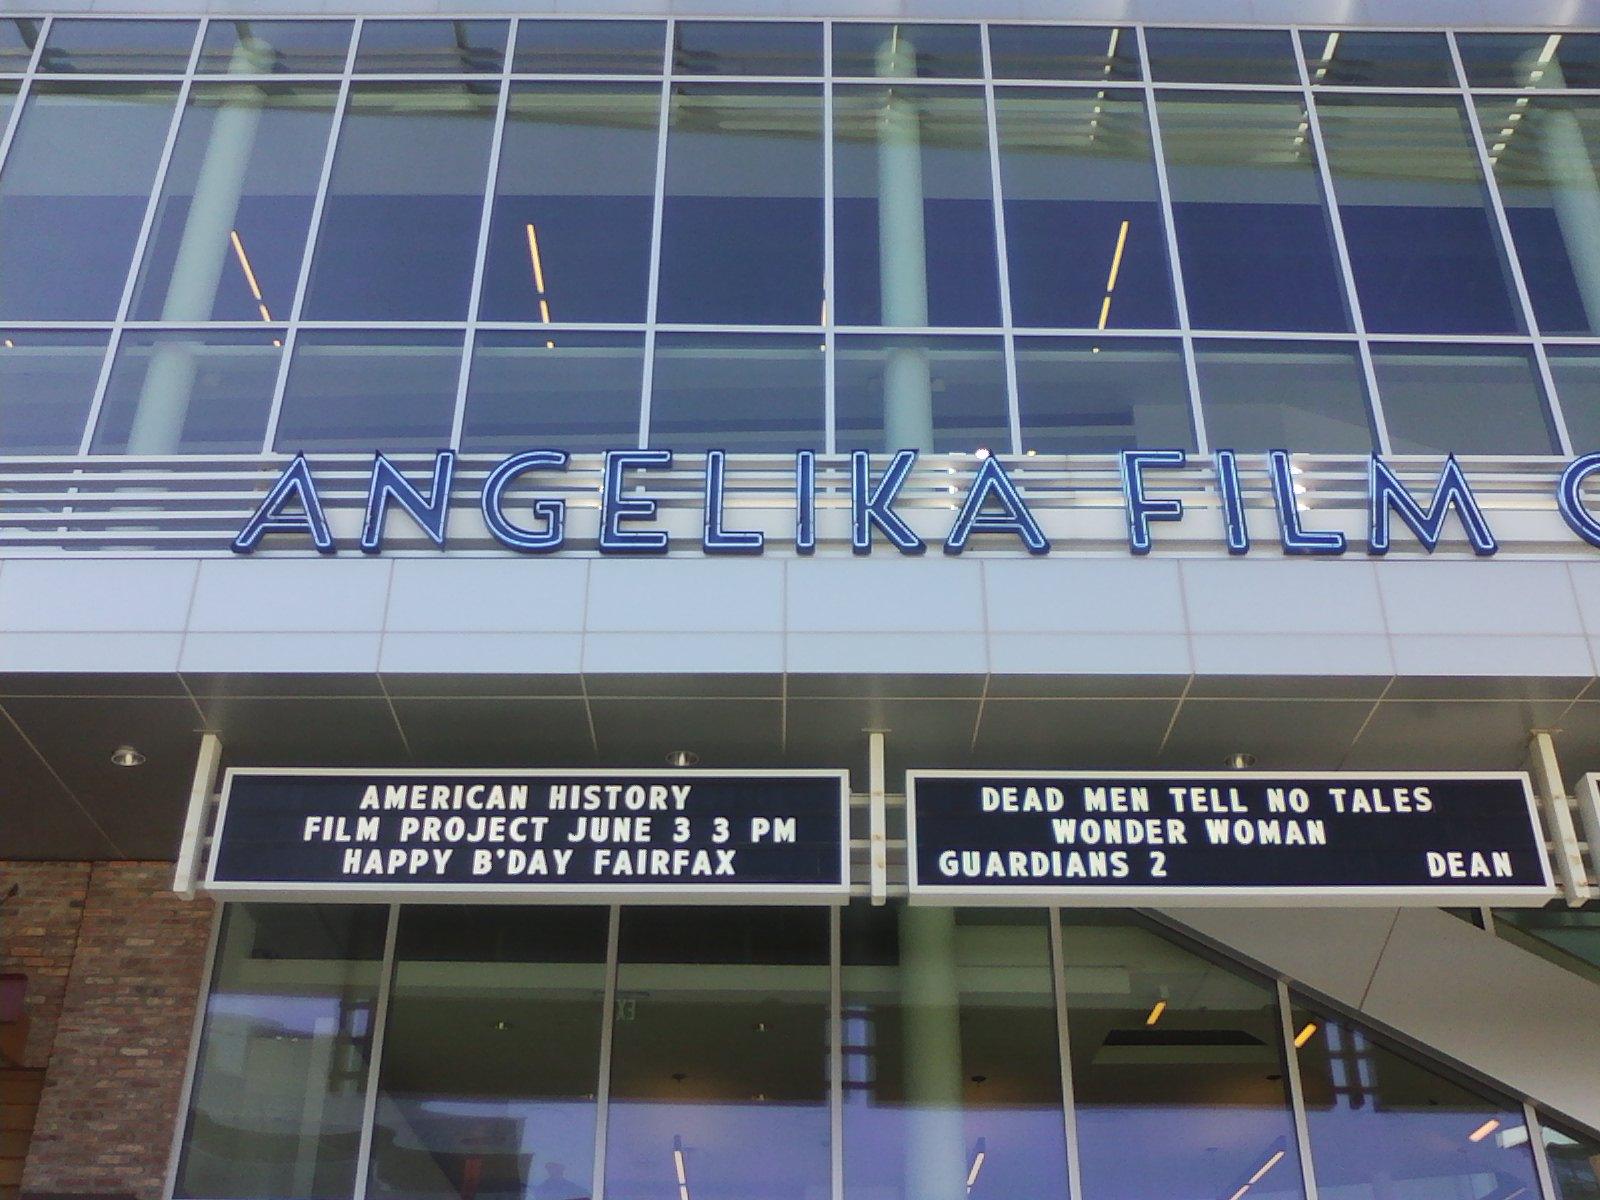 ANGELIKA FILM C
AMERICAN HISTORY
FILM PROJECT JUNE 3 3 PM
HAPPY B'DAY FAIRFAX
DEAD MEN TELL NO TALES
WONDER WOMAN
GUARDIANS 2 DEAN
EXIT